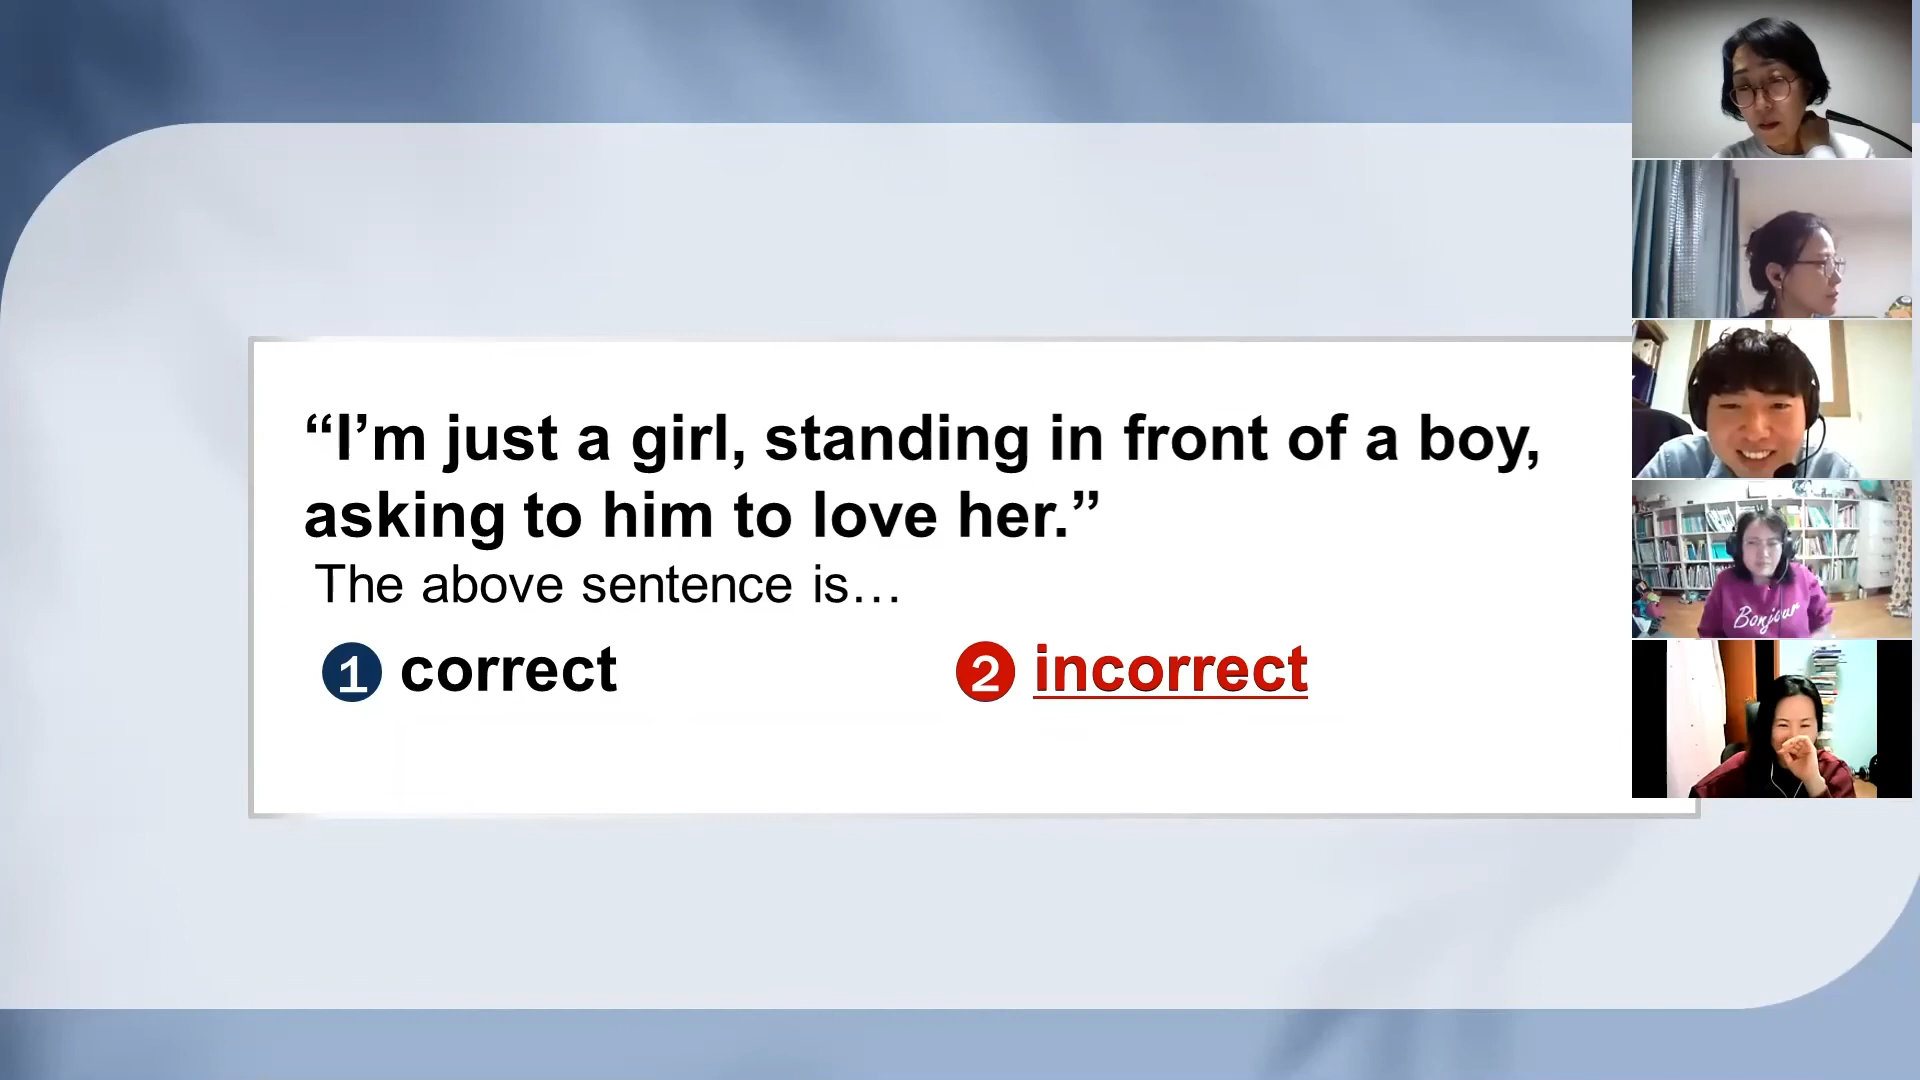 “I’m just a girl, standing in front of a boy,
asking to him to love her.”
The above sentence is…
1 correct
2 incorrect
Bonjour